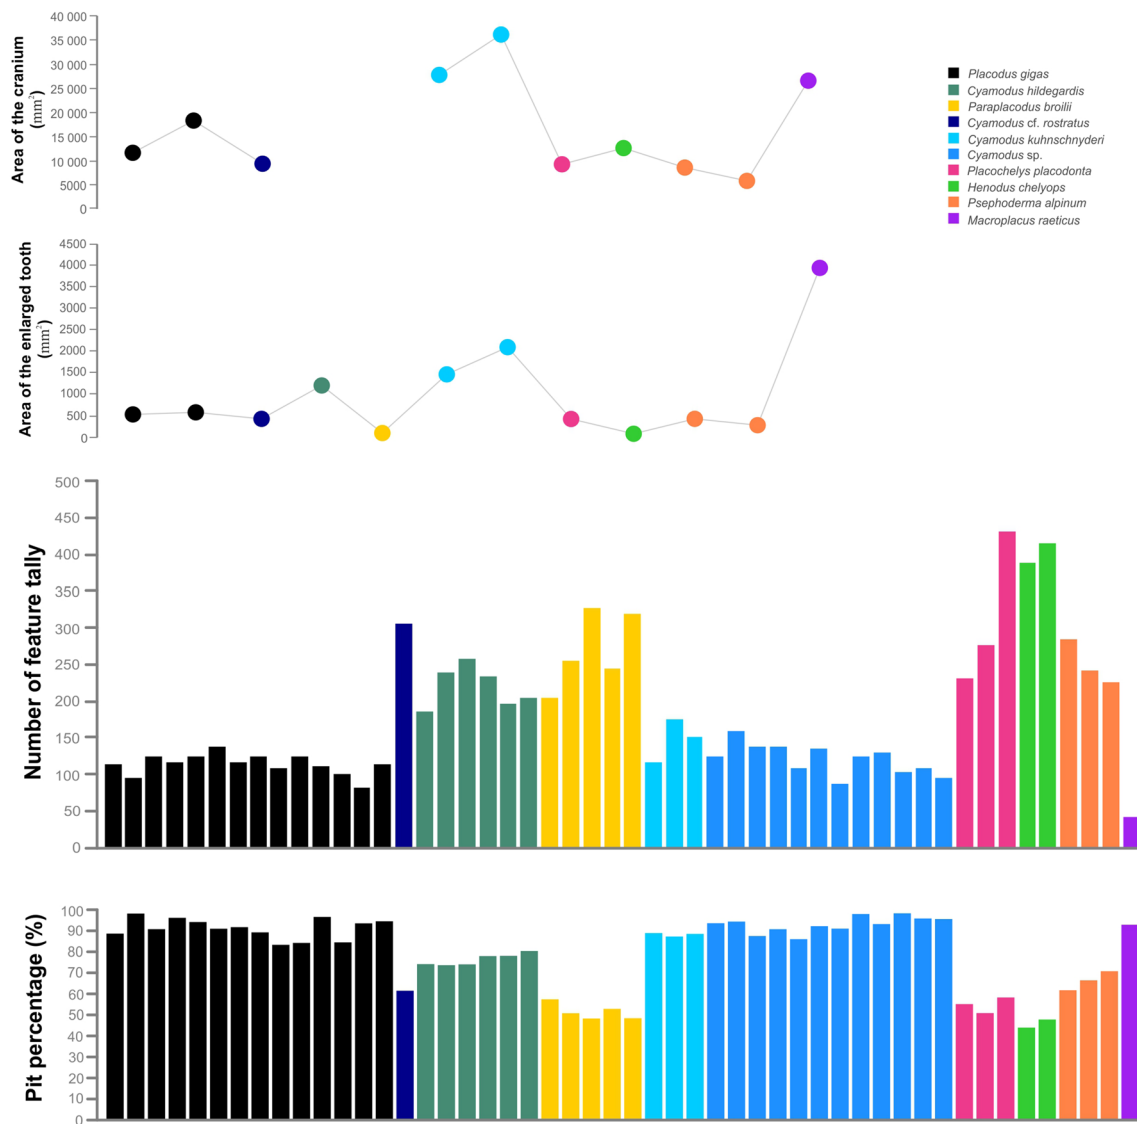 Area of the cranium
(mm²)
40 000
35 000
30 000
25 000
20 000
15 000
10 000
5000
0
Placodus gigas
Cyamodus hildegardis
Paraplacodus broilii
Cyamodus cf. rostratus
Cyamodus kuhnschnyderi
Cyamodus sp.
Placochelys placodonta
Henodus chelyops
Psephoderma alpinum
Macroplacus raeticus
Area of the enlarged tooth
(mm²)
4500
4000
3500
3000
2500
2000
1500
1000
500
0
Number of feature tally
500
450
400
350
300
250
200
150
100
50
0
Pit percentage (%)
100
90
80
70
60
50
40
30
20
10
0